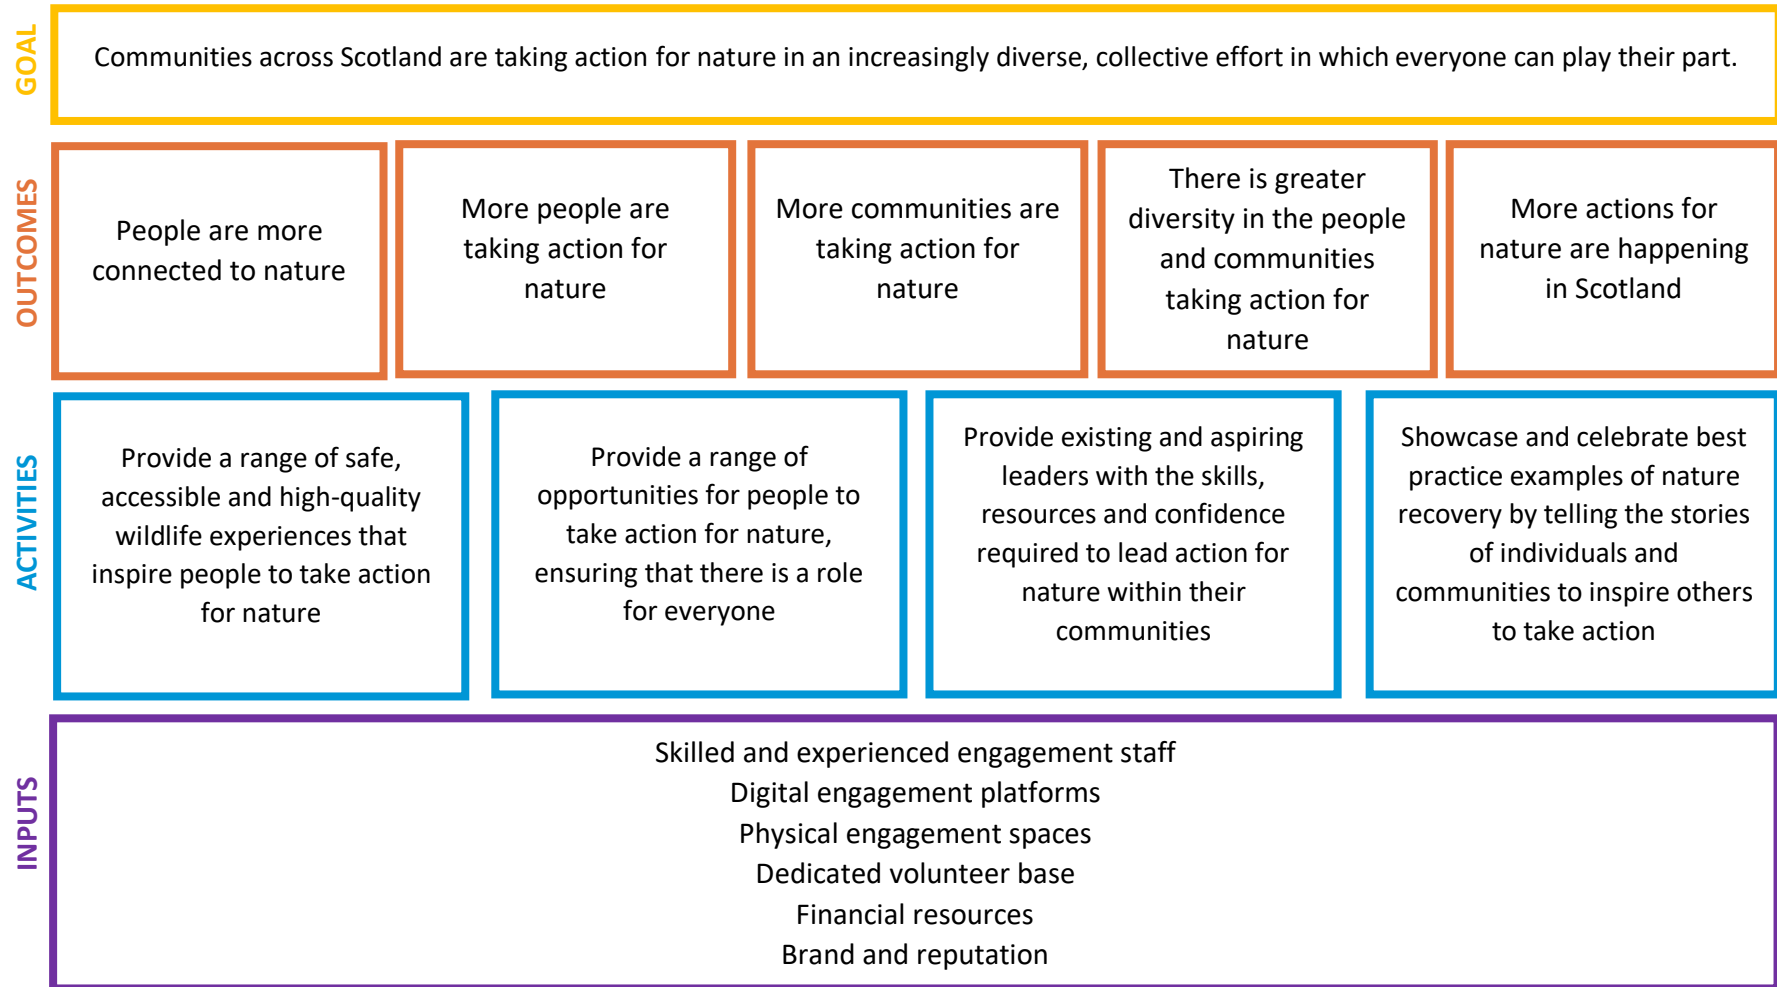 GOAL
Communities across Scotland are taking action for nature in an increasingly diverse, collective effort in which everyone can play their part.
OUTCOMES
People are more
connected to nature
More people are
taking action for
nature
More communities are
taking action for
nature
There is greater
diversity in the people
and communities
taking action for
nature
More actions for
nature are happening
in Scotland
ACTIVITIES
Provide a range of safe,
accessible and high-quality
wildlife experiences that
inspire people to take action
for nature
Provide a range of
opportunities for people to
take action for nature,
ensuring that there is a role
for everyone
Provide existing and aspiring
leaders with the skills,
resources and confidence
required to lead action for
nature within their
communities
Showcase and celebrate best
practice examples of nature
recovery by telling the stories
of individuals and
communities to inspire others
to take action
INPUTS
Skilled and experienced engagement staff
Digital engagement platforms
Physical engagement spaces
Dedicated volunteer base
Financial resources
Brand and reputation